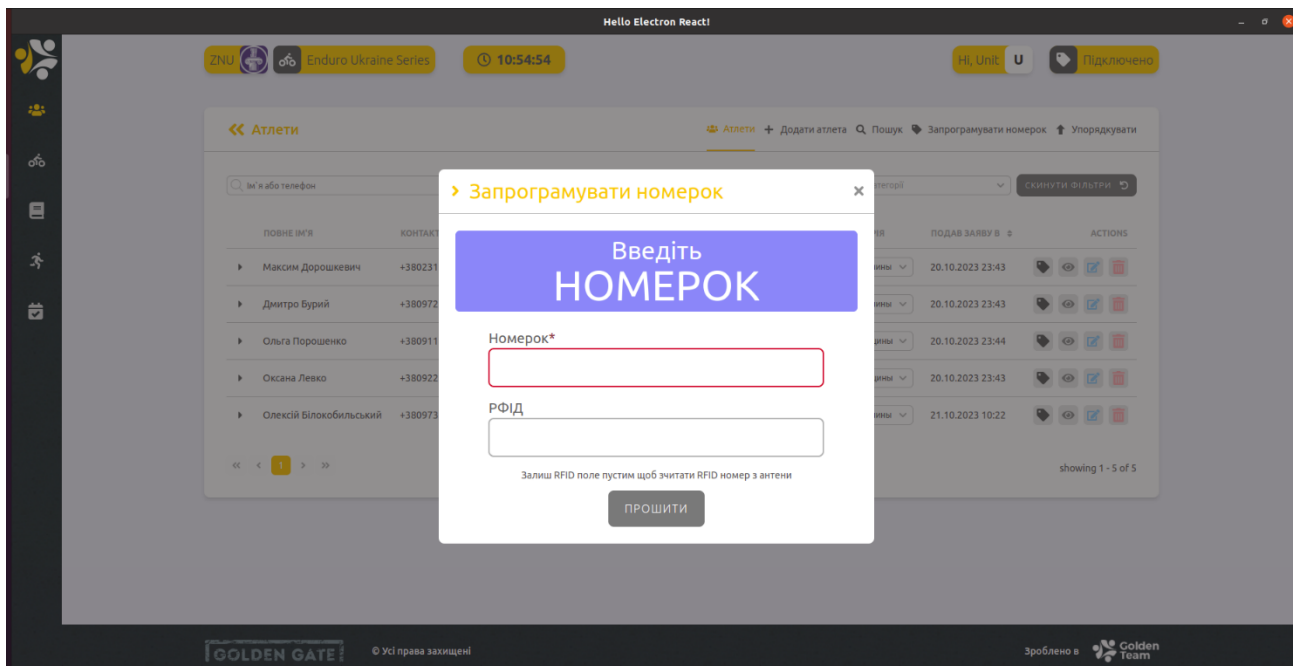 Hello Electron React!
ZNU Enduro Ukraine Series 10:54:54 Hi, Unit U Підключено
Атлети Атлети Додати атлета Пошук Запрограмувати номерок Упорядкувати
Ім`я або телефон СКИНУТИ ФІЛЬТРИ
Запрограмувати номерок
ПОВНЕ ІМ'Я ПОДАВ ЗАЯВУ В ACTIONS
Введіть
НОМЕРОК
Максим Дорошкевич +380231 20.10.2023 23:43
Дмитро Бурий +380972 20.10.2023 23:43
Номерок*
Ольга Порошенко +380911 20.10.2023 23:44
Оксана Левко +380922 20.10.2023 23:43
РФІД
Олексій Білокобильський +380973 21.10.2023 10:22
Залиш RFID поле пустим щоб зчитати RFID номер з антени
« < 1 > » showing 1 - 5 of 5
ПРОШИТИ
GOLDEN GATE © Усі права захищені Зроблено в Golden
Team